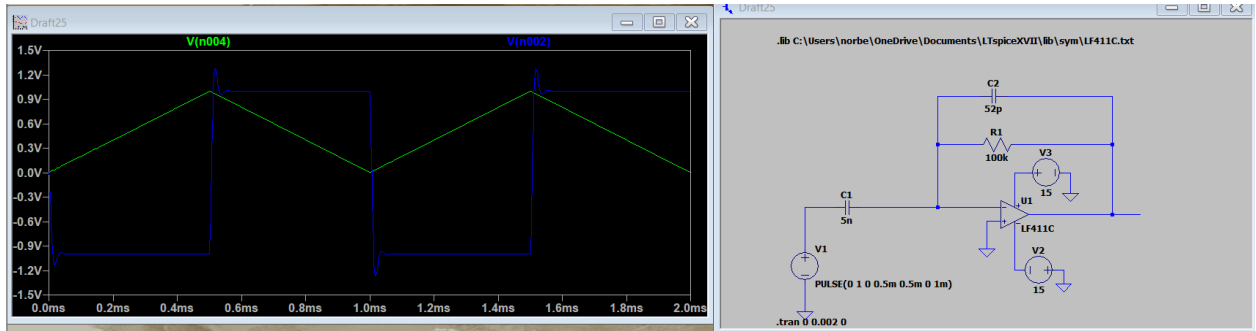 Draft25
V(n004) V(n002)
1.5V
1.2V
0.9V
0.6V
0.3V
0.0V
-0.3V
-0.6V
-0.9V
-1.2V
-1.5V
0.0ms 0.2ms 0.4ms 0.6ms 0.8ms 1.0ms 1.2ms 1.4ms 1.6ms 1.8ms 2.0ms
Draft25
.lib C:\Users\norbe\OneDrive\Documents\LTspiceXVII\lib\sym\LF411C.txt
C2
52p
R1
100k
V3
15
C1
5n
U1
LF411C
V1
V2
15
PULSE(0 1 0 0.5m 0.5m 0 1m)
.tran 0 0.002 0